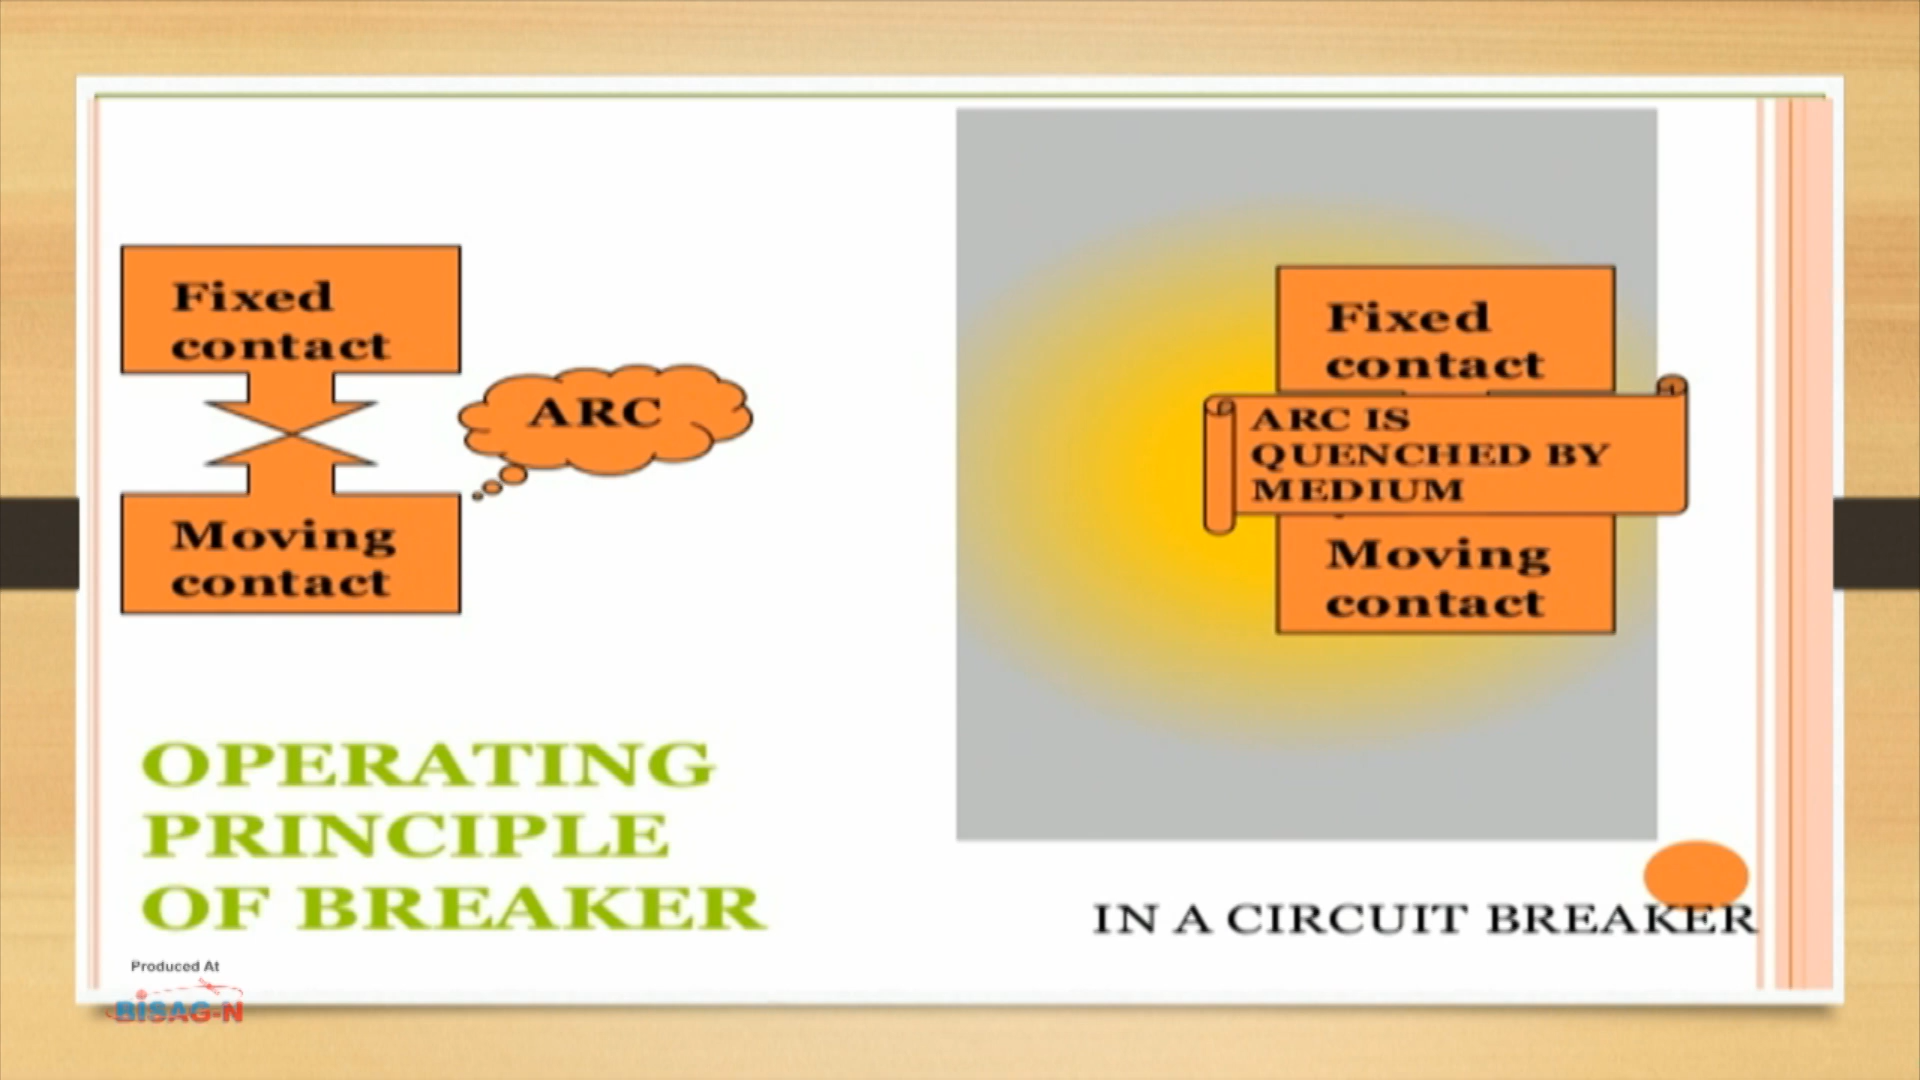 Fixed
contact
ARC
Moving
contact
OPERATING
PRINCIPLE
OF BREAKER
Fixed
contact
ARC IS
QUENCHED BY
MEDIUM
Moving
contact
IN A CIRCUIT BREAKER
Produced At
BISAG-N